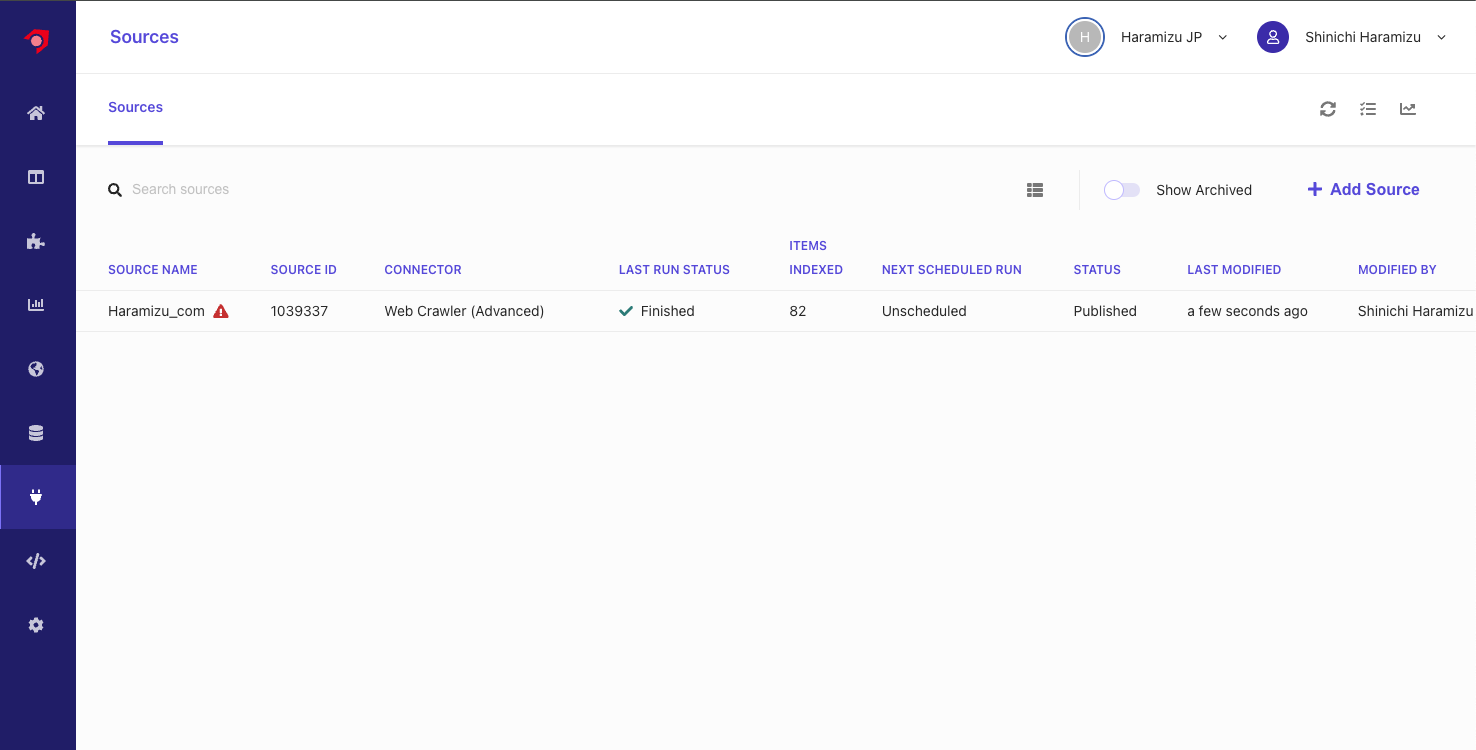 Sources
H
Haramizu JP
Shinichi Haramizu
Sources
Search sources
Show Archived
Add Source
SOURCE NAME
SOURCE ID
CONNECTOR
LAST RUN STATUS
ITEMS
INDEXED
NEXT SCHEDULED RUN
STATUS
LAST MODIFIED
MODIFIED BY
Haramizu_com
1039337
Web Crawler (Advanced)
Finished
82
Unscheduled
Published
a few seconds ago
Shinichi Haramizu